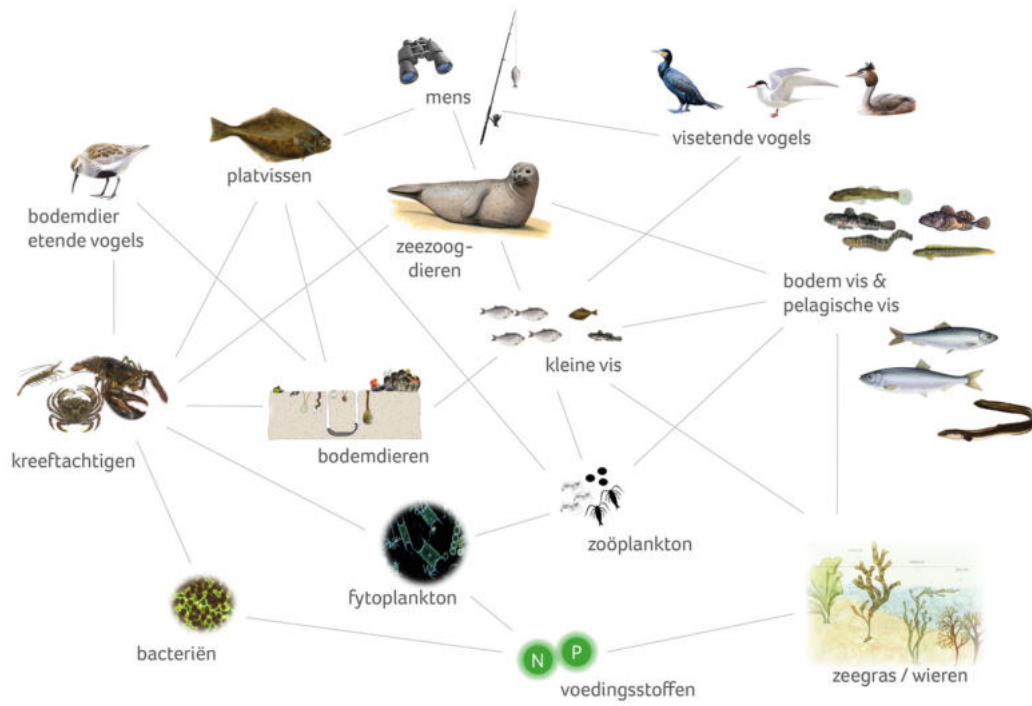 mens
visetende vogels
platvissen
bodemdier
etende vogels
zeezoog-
dieren
bodem vis &
pelagische vis
kleine vis
kreeftachtigen
bodemdieren
zoöplankton
fytoplankton
bacteriën
N P
voedingsstoffen
zeegras / wieren